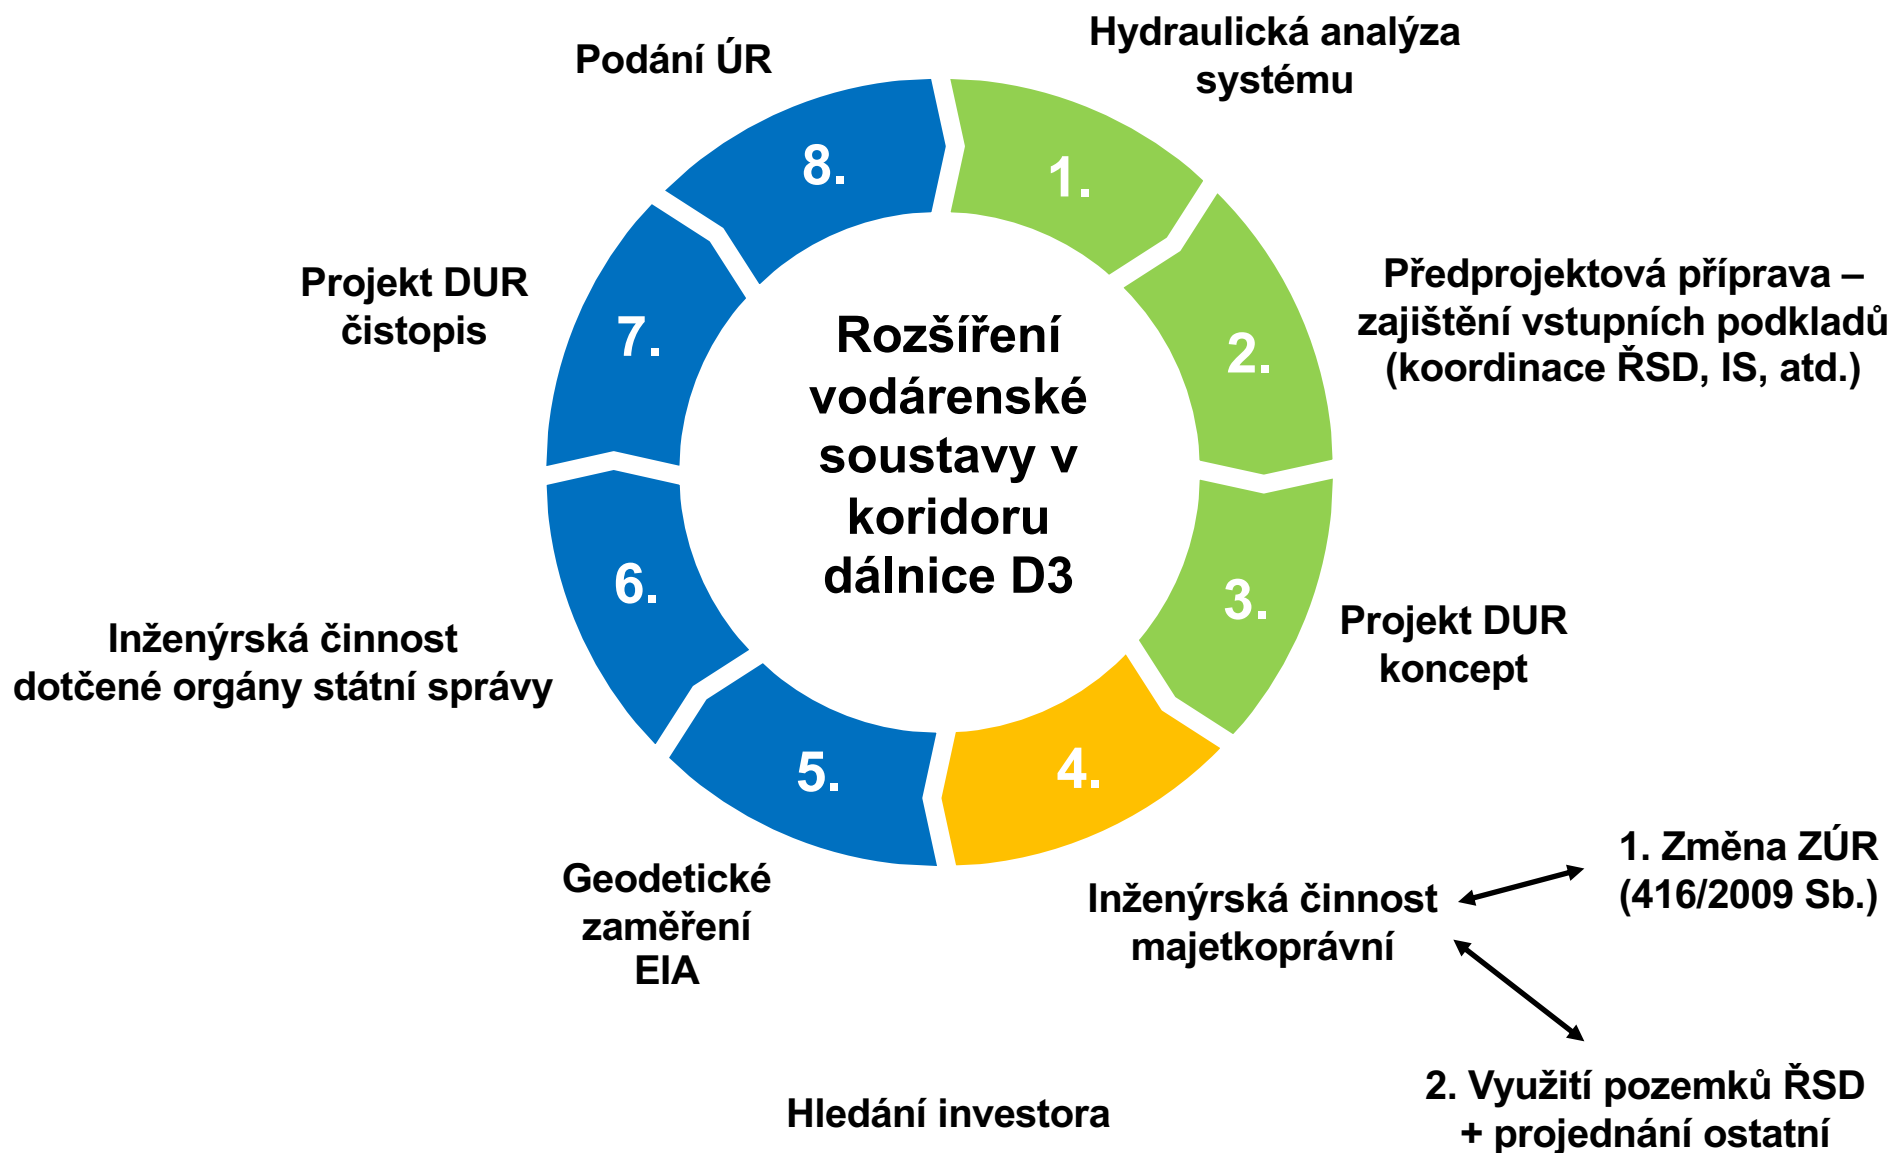 Hydraulická analýza
systému
Podání ÚR
8.
1.
Předprojektová příprava –
zajištění vstupních podkladů
(koordinace ŘSD, IS, atd.)
2.
Projekt DUR
čistopis
7.
Rozšíření
vodárenské
soustavy v
koridoru
dálnice D3
3.
Projekt DUR
koncept
6.
Inženýrská činnost
dotčené orgány státní správy
5.
4.
Geodetické
zaměření
EIA
Inženýrská činnost
majetkoprávní
1. Změna ZÚR
(416/2009 Sb.)
2. Využití pozemků ŘSD
+ projednání ostatní
Hledání investora